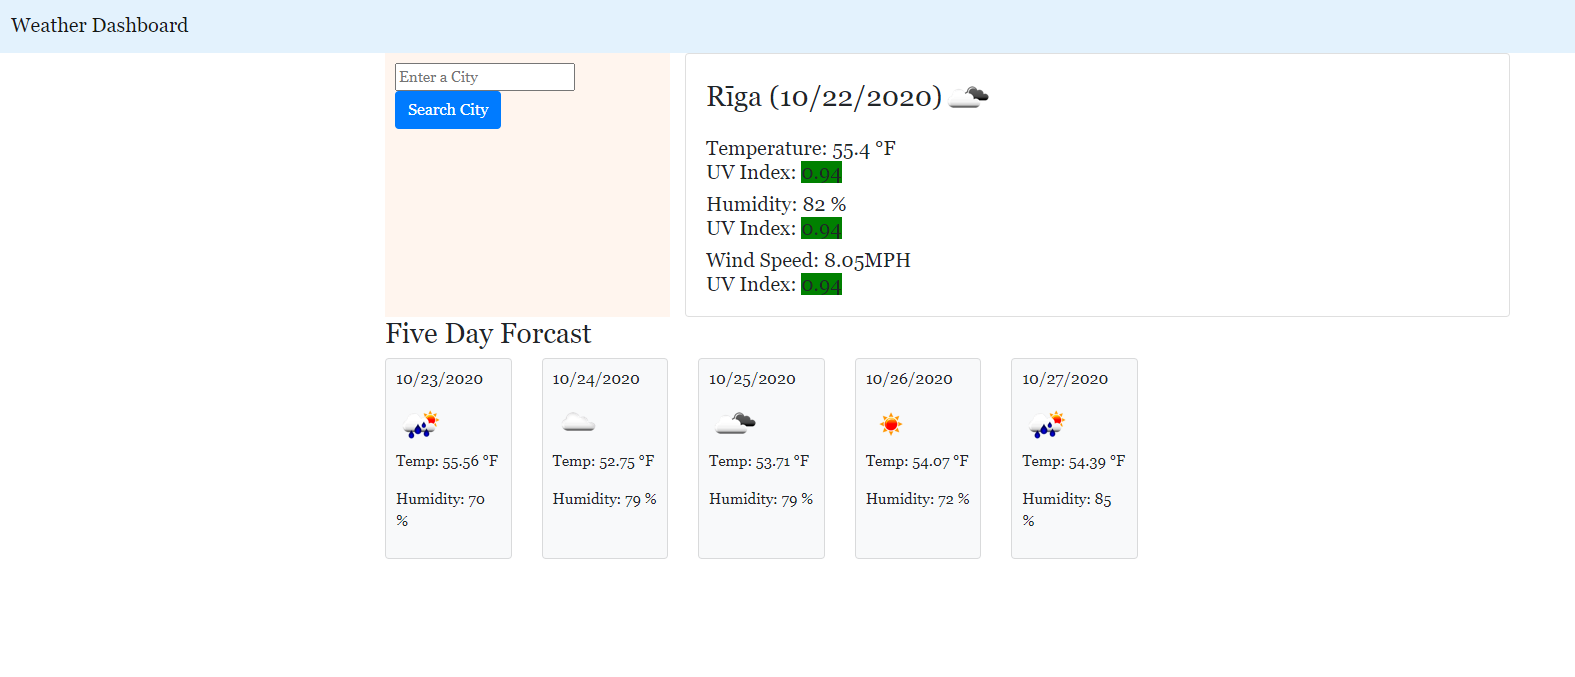 Weather Dashboard
Enter a City
Search City
Rīga (10/22/2020)
Temperature: 55.4 °F
UV Index: 0.94
Humidity: 82 %
UV Index: 0.94
Wind Speed: 8.05MPH
UV Index: 0.94
Five Day Forcast
10/23/2020
Temp: 55.56 °F
Humidity: 70
%
10/24/2020
Temp: 52.75 °F
Humidity: 79 %
10/25/2020
Temp: 53.71 °F
Humidity: 79 %
10/26/2020
Temp: 54.07 °F
Humidity: 72 %
10/27/2020
Temp: 54.39 °F
Humidity: 85
%